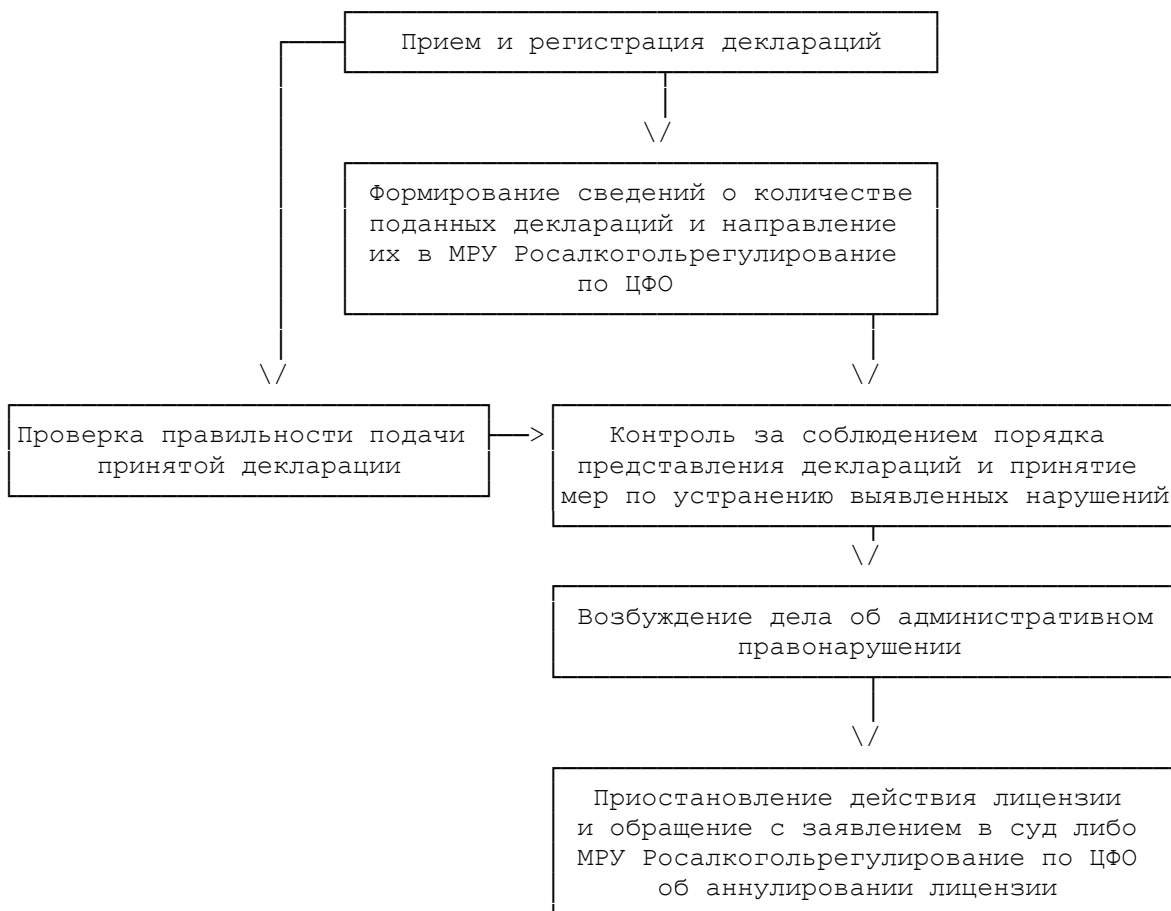 Прием и регистрация деклараций
Формирование сведений о количестве
поданных деклараций и направление
их в МРУ Росалкогольрегулирование
по ЦФО
Проверка правильности подачи
принятой декларации
Контроль за соблюдением порядка
представления деклараций и принятие
мер по устранению выявленных нарушений
Возбуждение дела об административном
правонарушении
Приостановление действия лицензии
и обращение с заявлением в суд либо
МРУ Росалкогольрегулирование по ЦФО
об аннулировании лицензии